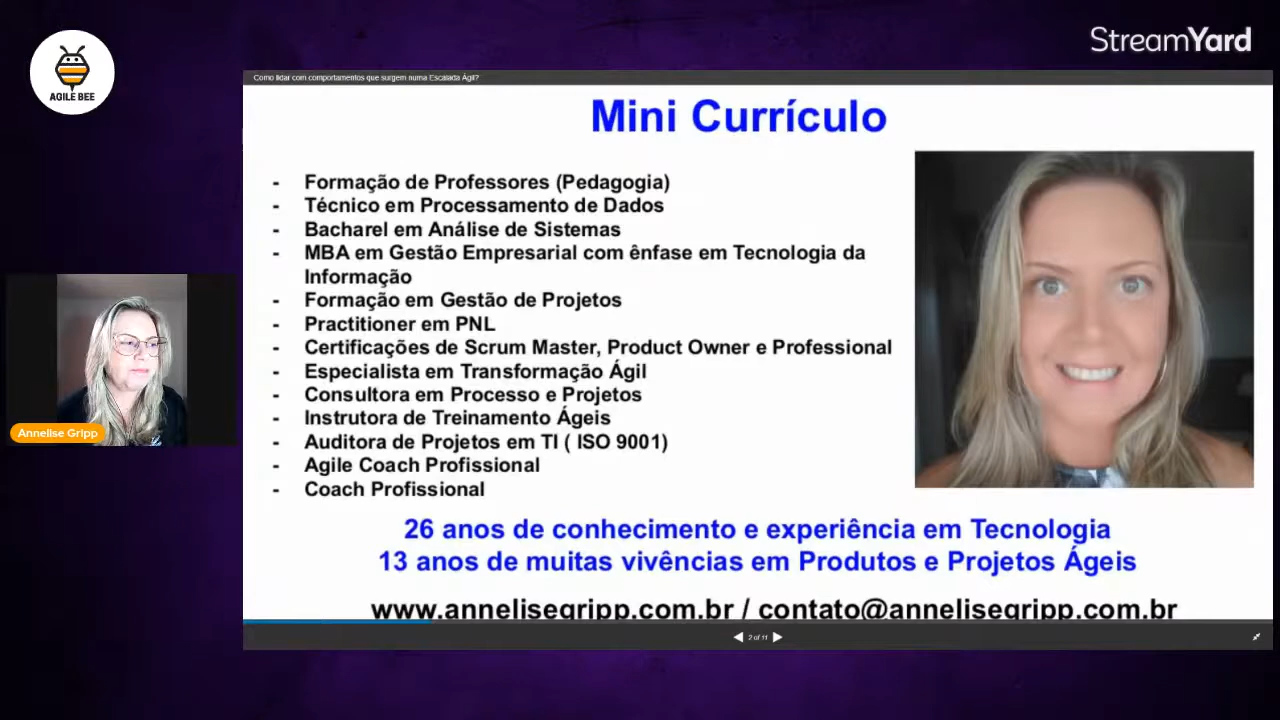 AGILE BEE
StreamYard
Como lidar com comportamentos que surgem numa Escalada Ágil?
Mini Currículo
- Formação de Professores (Pedagogia)
- Técnico em Processamento de Dados
- Bacharel em Análise de Sistemas
- MBA em Gestão Empresarial com ênfase em Tecnologia da
Informação
- Formação em Gestão de Projetos
- Practitioner em PNL
- Certificações de Scrum Master, Product Owner e Professional
- Especialista em Transformação Ágil
- Consultora em Processo e Projetos
- Instrutora de Treinamento Ágeis
- Auditora de Projetos em TI ( ISO 9001)
- Agile Coach Profissional
- Coach Profissional
26 anos de conhecimento e experiência em Tecnologia
13 anos de muitas vivências em Produtos e Projetos Ágeis
www.annelisegripp.com.br / contato@annelisegripp.com.br
2 of 11
Annelise Gripp